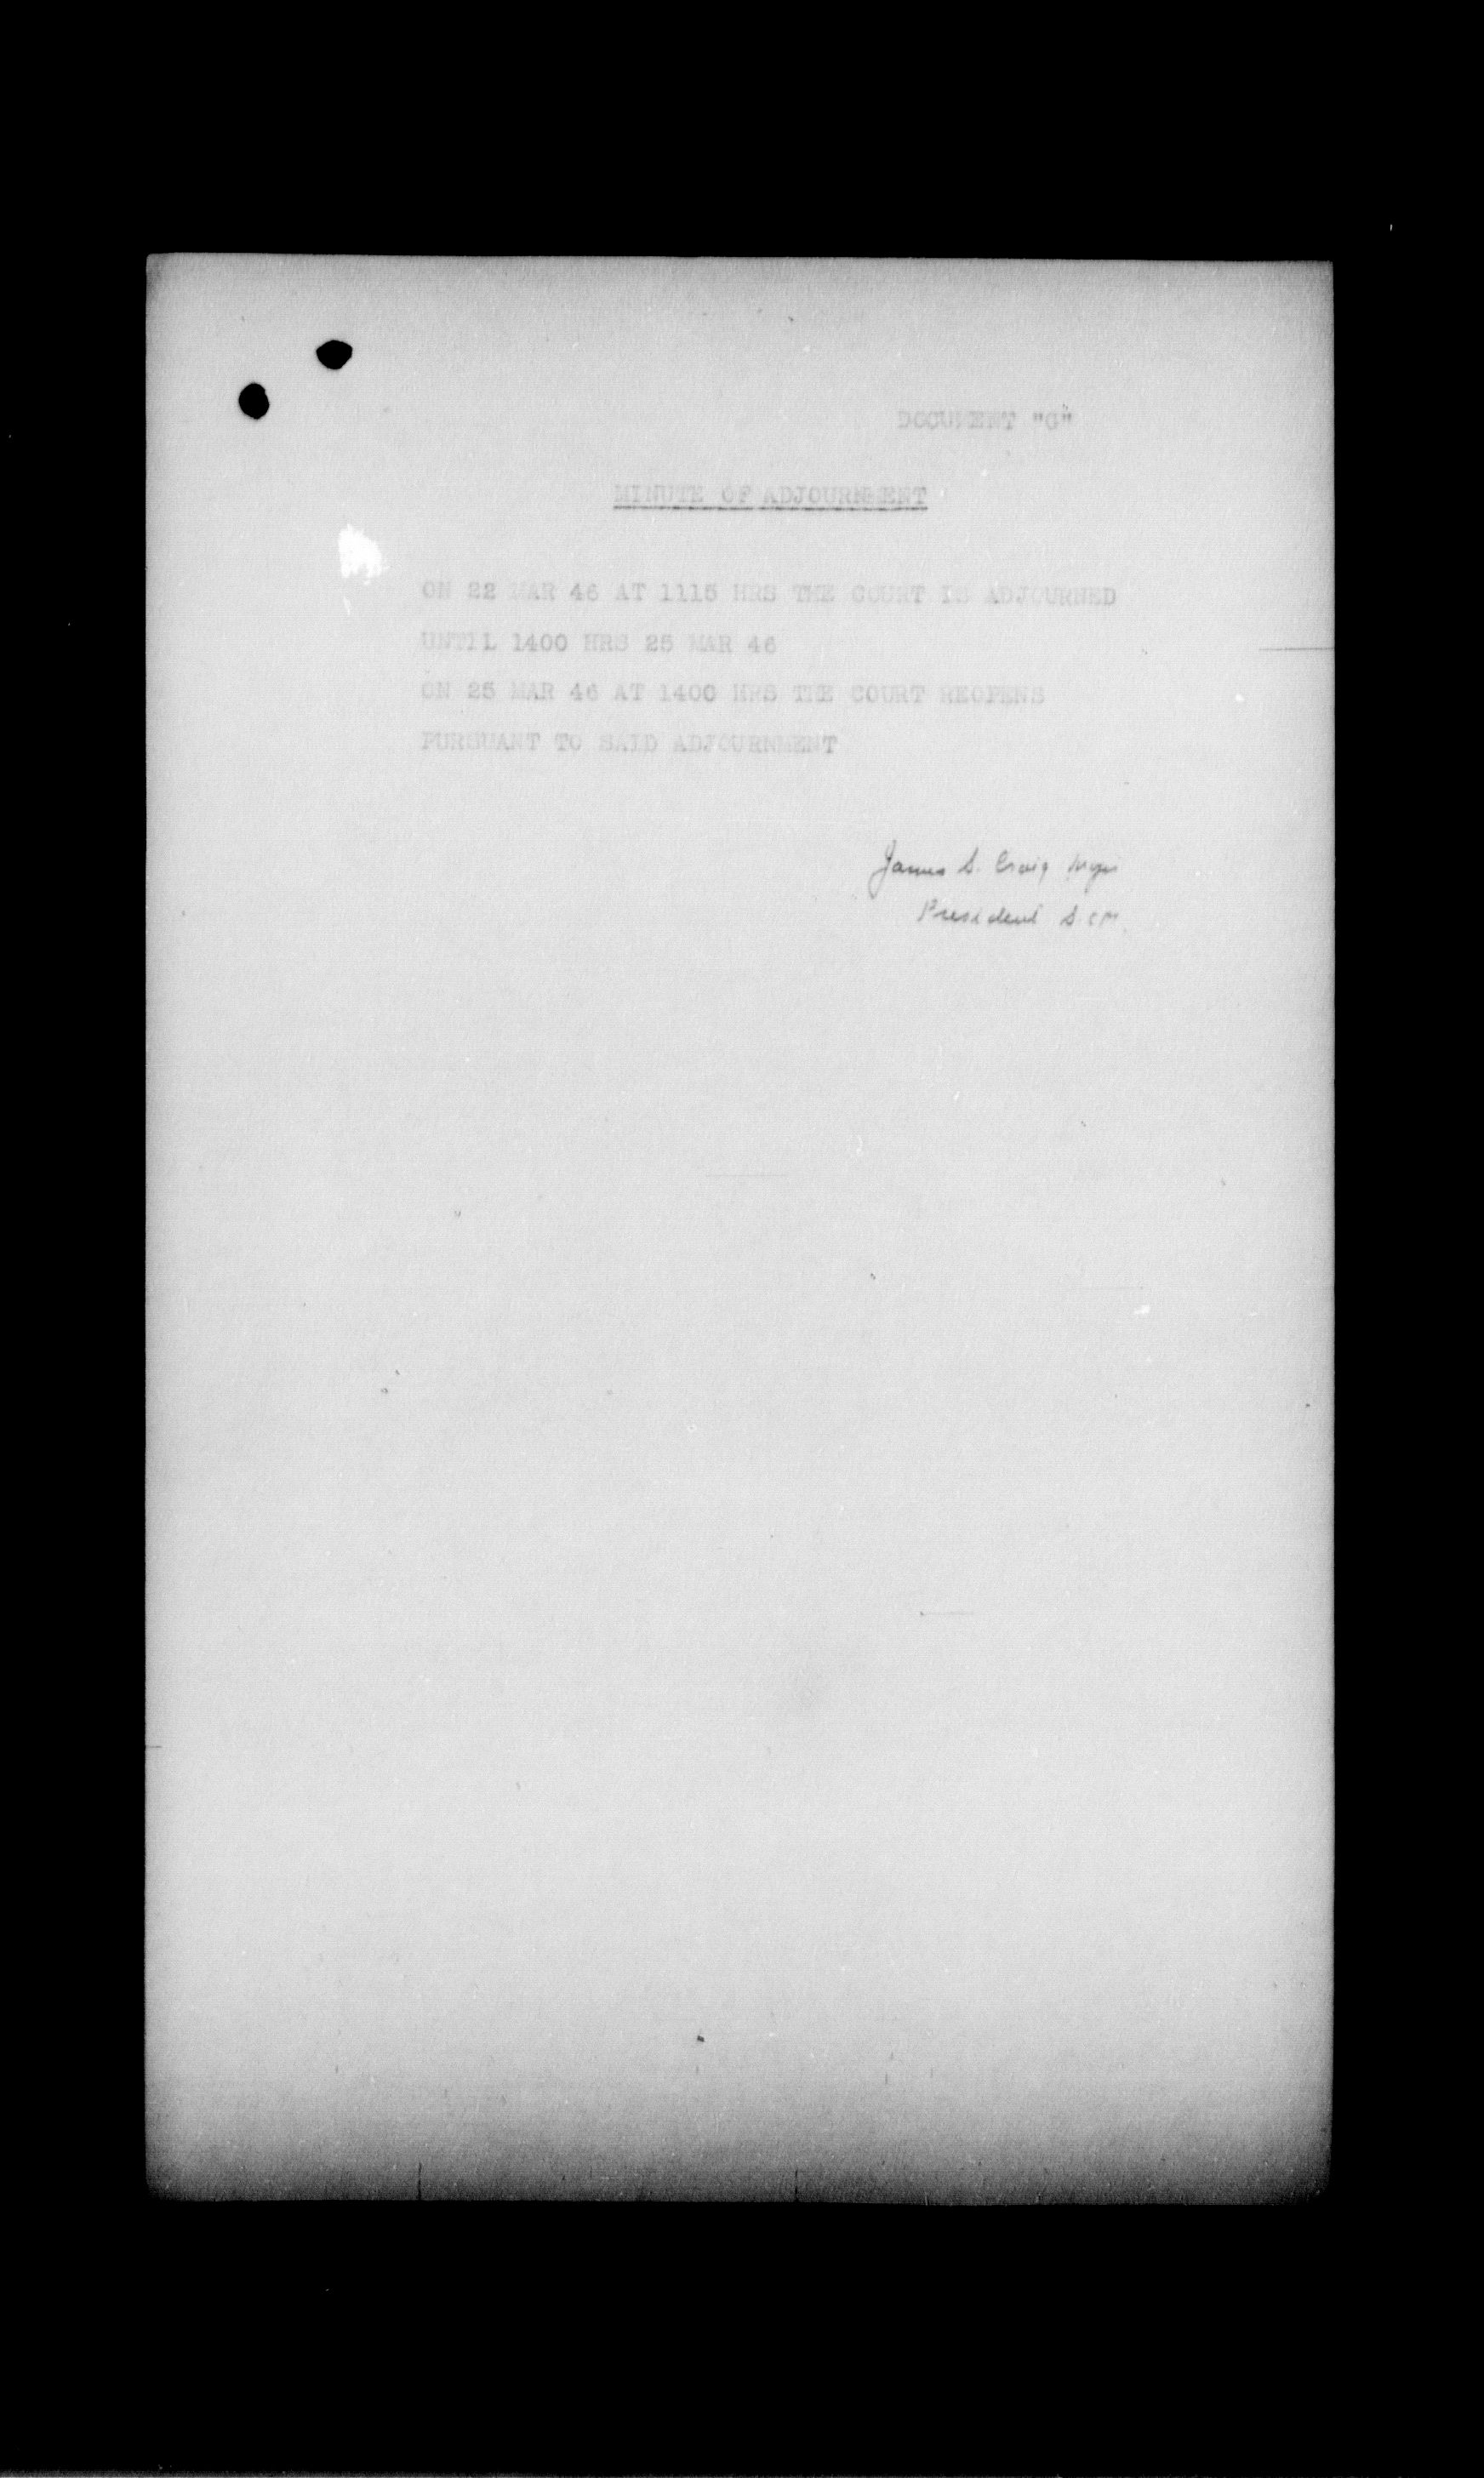 DOCUMENT "G"
MINUTE OF ADJOURNMENT
ON 22 MAR 46 AT 1115 HRS THE COURT IS ADJOURNED
UNTIL 1400 HRS 25 MAR 46
ON 25 MAR 46 AT 1400 HRS THE COURT REOPENS
PURSUANT TO SAID ADJOURNMENT
James S. Craig Major
President S.C.M.